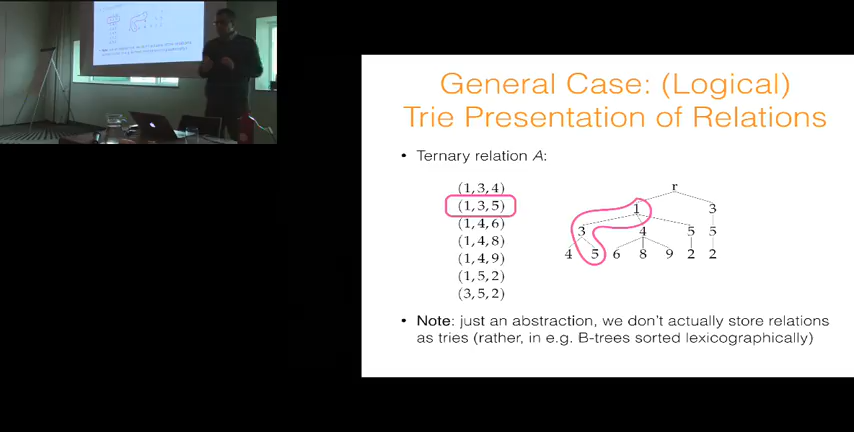 General Case: (Logical)
Trie Presentation of Relations
• Ternary relation A:
(1, 3, 4)
(1, 3, 5)
(1, 4, 6)
(1, 4, 8)
(1, 4, 9)
(1, 5, 2)
(3, 5, 2)
r
1 3
3 4 5 5
4 5 6 8 9 2 2
• Note: just an abstraction, we don't actually store relations
as tries (rather, in e.g. B-trees sorted lexicographically)